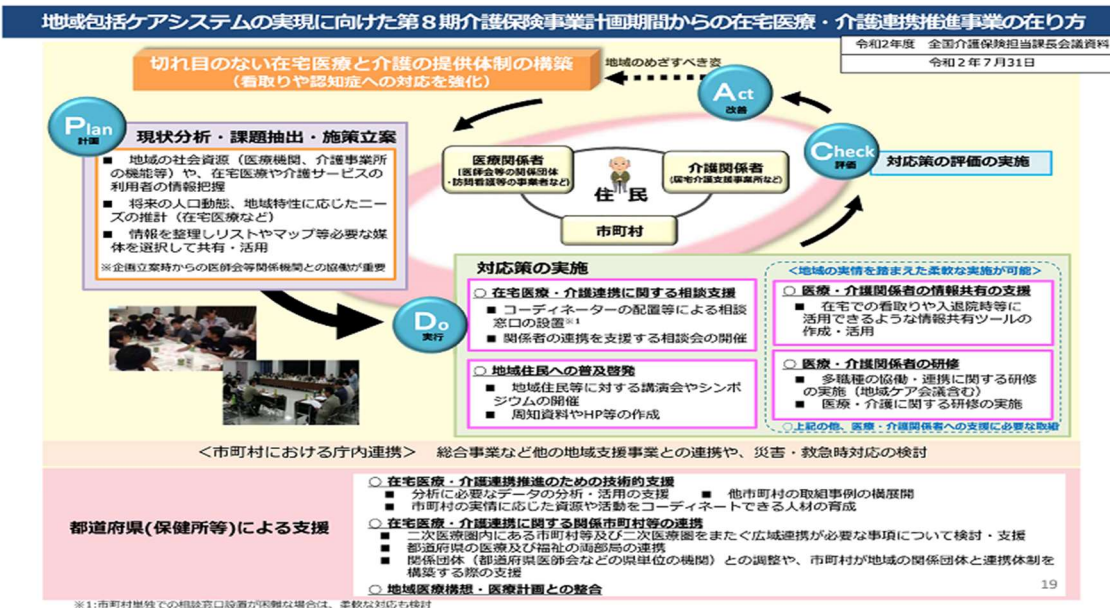 地域包括ケアシステムの実現に向けた第８期介護保険事業計画期間からの在宅医療・介護連携推進事業の在り方
令和2年度　全国介護保険担当課長会議資料
令和２年７月31日
切れ目のない在宅医療と介護の提供体制の構築
（看取りや認知症への対応を強化）
地域のめざすべき姿
Act
改善
Plan
計画
現状分析・課題抽出・施策立案
■ 地域の社会資源（医療機関、介護事業所
の機能等）や、在宅医療や介護サービスの
利用者の情報把握
■ 将来の人口動態、地域特性に応じたニー
ズの推計（在宅医療など）
■ 情報を整理しリストやマップ等必要な媒
体を選択して共有・活用
※企画立案時からの医師会等関係機関との協働が重要
医療関係者
（医師会等の関係団体
・訪問看護等の事業者など）
介護関係者
（居宅介護支援事業所など）
住 民
市町村
Check
評価
対応策の評価の実施
Do
実行
対応策の実施
○ 在宅医療・介護連携に関する相談支援
■ コーディネーターの配置等による相談
窓口の設置※1
■ 関係者の連携を支援する相談会の開催
○ 地域住民への普及啓発
■ 地域住民等に対する講演会やシンポ
ジウムの開催
■ 周知資料やHP等の作成
＜地域の実情を踏まえた柔軟な実施が可能＞
○ 医療・介護関係者の情報共有の支援
■ 在宅での看取りや入退院時等に
活用できるような情報共有ツールの
作成・活用
○ 医療・介護関係者の研修
■ 多職種の協働・連携に関する研修
の実施（地域ケア会議含む）
■ 医療・介護に関する研修の実施
○上記の他、医療・介護関係者への支援に必要な取組
＜市町村における庁内連携＞　総合事業など他の地域支援事業との連携や、災害・救急時対応の検討
都道府県(保健所等)による支援
○ 在宅医療・介護連携推進のための技術的支援
■ 分析に必要なデータの分析・活用の支援　■ 他市町村の取組事例の横展開
■ 市町村の実情に応じた資源や活動をコーディネートできる人材の育成
○ 在宅医療・介護連携に関する関係市町村等の連携
■ 二次医療圏内にある市町村等及び二次医療圏をまたぐ広域連携が必要な事項について検討・支援
■ 都道府県の医療及び福祉の両部局の連携
■ 関係団体（都道府県医師会などの県単位の機関）との調整や、市町村が地域の関係団体と連携体制を
構築する際の支援
○ 地域医療構想・医療計画との整合
19
※1:市町村単独での相談窓口設置が困難な場合は、柔軟な対応も検討